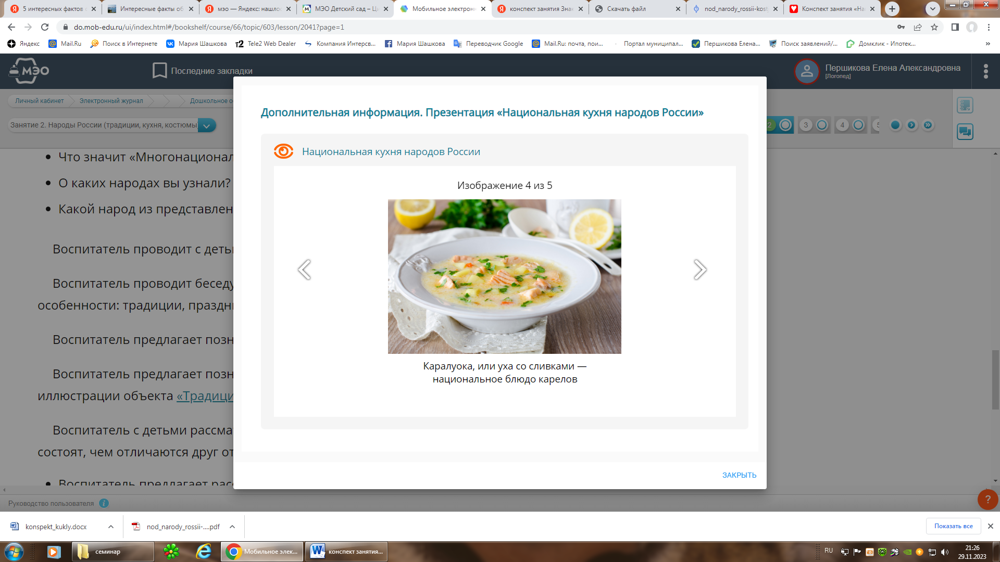 5 интересных фактов
Интересные факты об
мэо — Яндекс: нашло
МЭО Детский сад – Ц
Мобильное электрон
конспект занятия Зна
Скачать файл
nod_narody_rossii-kost
Конспект занятия «На
do.mob-edu.ru/ui/index.html#/bookshelf/course/66/topic/603/lesson/2041?page=1
Яндекс
Mail.Ru
Поиск в Интернете
Мария Шашкова
Tele2 Web Dealer
Компания Интерсв...
Мария Шашкова
Переводчик Google
Mail.Ru: почта, пои...
Портал муниципал...
Першикова Елена...
Поиск заявлений/...
Домклик - Ипотек...
МЭО
Последние закладки
Першикова Елена Александровна
[Логопед]
Личный кабинет
Электронный журнал
Дошкольное о
Занятие 2. Народы России (традиции, кухня, костюмы
2
3
4
5
Что значит «Многонационал
О каких народах вы узнали?
Какой народ из представлен
Воспитатель проводит с деть
Воспитатель проводит беседу
особенности: традиции, праздн
Воспитатель предлагает позн
Воспитатель предлагает позн
иллюстрации объекта «Традици
Воспитатель с детьми рассма
состоят, чем отличаются друг от
Воспитатель предлагает рас
Дополнительная информация. Презентация «Национальная кухня народов России»
Национальная кухня народов России
Изображение 4 из 5
Каралуока, или уха со сливками —
национальное блюдо карелов
ЗАКРЫТЬ
Руководство пользователя
?
konspekt_kukly.docx
nod_narody_rossii-....pdf
Показать все
семинар
Мобильное элек...
конспект занятия...
RU
21:26
29.11.2023